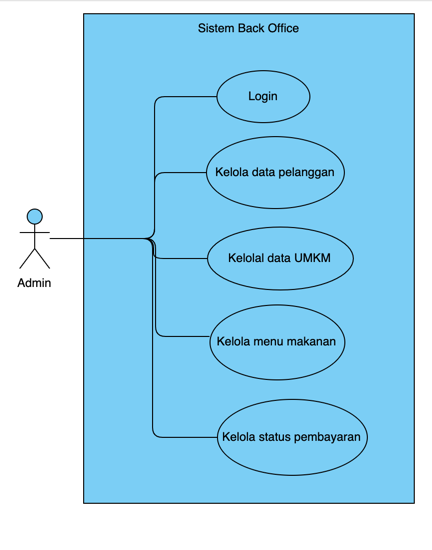 Sistem Back Office
Login
Kelola data pelanggan
Kelolal data UMKM
Admin
Kelola menu makanan
Kelola status pembayaran